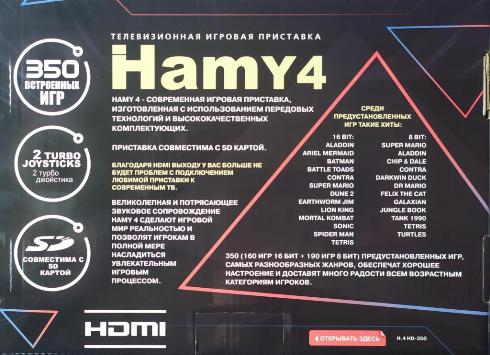 ТЕЛЕВИЗИОННАЯ ИГРОВАЯ ПРИСТАВКА
HamY4
350
ВСТРОЕННЫХ
ИГР
2 TURBO
JOYSTICKS
2 турбо
джойстика
SD
СОВМЕСТИМА С
SD
КАРТОЙ
HAMY 4 - СОВРЕМЕННАЯ ИГРОВАЯ ПРИСТАВКА,
ИЗГОТОВЛЕННАЯ С ИСПОЛЬЗОВАНИЕМ ПЕРЕДОВЫХ
ТЕХНОЛОГИЙ И ВЫСОКОКАЧЕСТВЕННЫХ
КОМПЛЕКТУЮЩИХ.
ПРИСТАВКА СОВМЕСТИМА С SD КАРТОЙ.
БЛАГОДАРЯ HDMI ВЫХОДУ У ВАС БОЛЬШЕ НЕ
БУДЕТ ПРОБЛЕМ С ПОДКЛЮЧЕНИЕМ
ЛЮБИМОЙ ПРИСТАВКИ К
СОВРЕМЕННЫМ ТВ.
ВЕЛИКОЛЕПНАЯ И ПОТРЯСАЮЩЕЕ
ЗВУКОВОЕ СОПРОВОЖДЕНИЕ
HAMY 4 СДЕЛАЮТ ИГРОВОЙ
МИР РЕАЛЬНОСТЬЮ И
ПОЗВОЛЯТ ИГРОКАМ В
ПОЛНОЙ МЕРЕ
НАСЛАДИТЬСЯ
УВЛЕКАТЕЛЬНЫМ
ИГРОВЫМ
ПРОЦЕССОМ.
СРЕДИ
ПРЕДУСТАНОВЛЕННЫХ
ИГР ТАКИЕ ХИТЫ:
16 BIT:
ALADDIN
ARIEL MERMAID
BATMAN
BATTLE TOADS
CONTRA
SUPER MARIO
DUNE 2
EARTHWORM JIM
LION KING
MORTAL KOMBAT
SONIC
SPIDER MAN
TETRIS
8 BIT:
SUPER MARIO
ALADDIN
CHIP & DALE
CONTRA
DARKWIN DUCK
DR MARIO
FELIX THE CAT
GALAXIAN
JUNGLE BOOK
TANK 1990
TETRIS
TURTLES
350 (160 ИГР 16 БИТ + 190 ИГР 8 БИТ) ПРЕДУСТАНОВЛЕННЫХ ИГР,
САМЫХ РАЗНООБРАЗНЫХ ЖАНРОВ, ОБЕСПЕЧАТ ХОРОШЕЕ
НАСТРОЕНИЕ И ДОСТАВЯТ МНОГО РАДОСТИ ВСЕМ ВОЗРАСТНЫМ
КАТЕГОРИЯМ ИГРОКОВ.
HDMI
ОТКРЫВАТЬ ЗДЕСЬ
H.4 HD-350